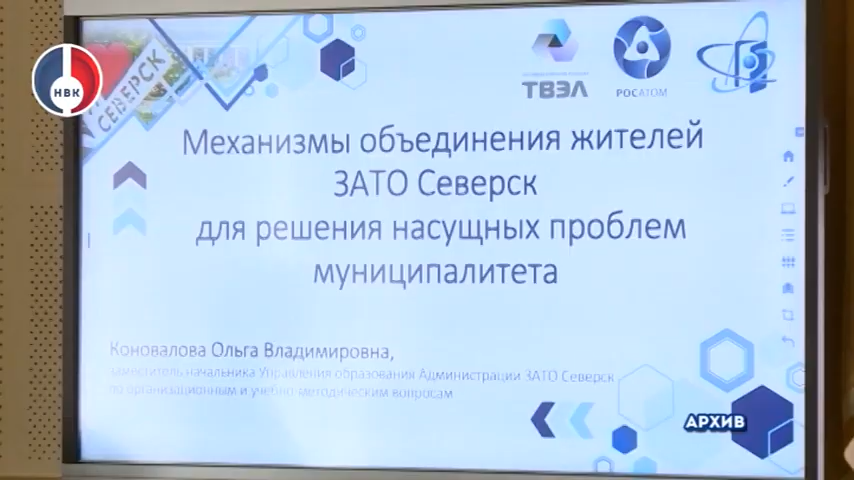 НВК
СЕВЕРСК
ТВЭЛ
РОСАТОМ
Механизмы объединения жителей
ЗАТО Северск
для решения насущных проблем
муниципалитета
Коновалова Ольга Владимировна,
заместитель начальника Управления образования Администрации ЗАТО Северск
по организационным и учебно-методическим вопросам
АРХИВ